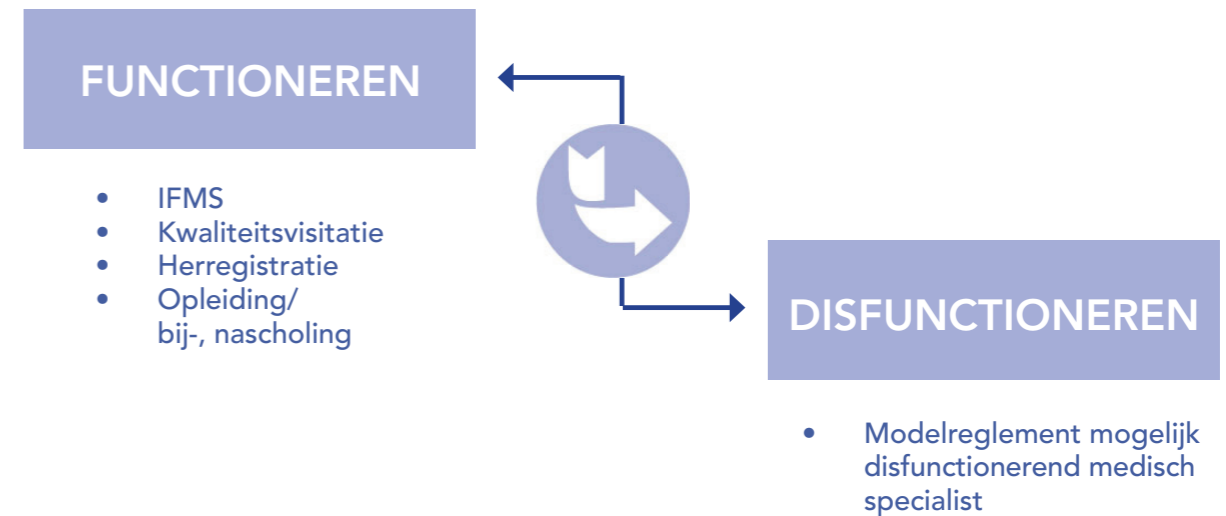 FUNCTIONEREN
• IFMS
• Kwaliteitsvisitatie
• Herregistratie
• Opleiding/
bij-, nascholing
DISFUNCTIONEREN
• Modelreglement mogelijk
disfunctionerend medisch
specialist